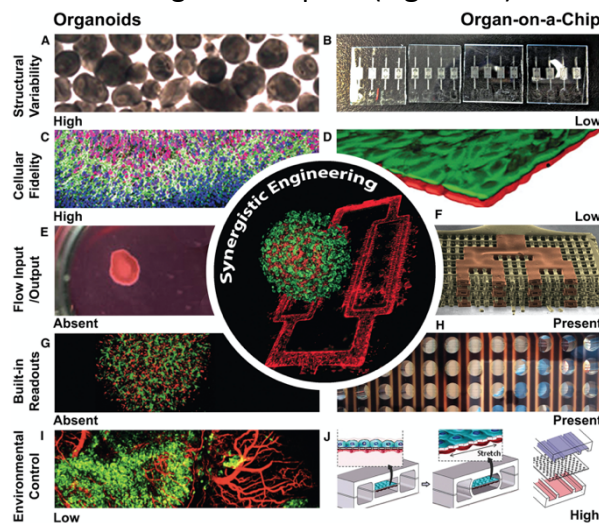 Organoids
Organ-on-a-Chip
Structural
Variability
A
B
High
Low
Cellular
Fidelity
C
D
High
Low
Synergistic Engineering
Flow Input
/Output
E
F
Absent
Present
Built-in
Readouts
G
H
Absent
Present
Environmental
Control
I
J
Stretch
Low
High